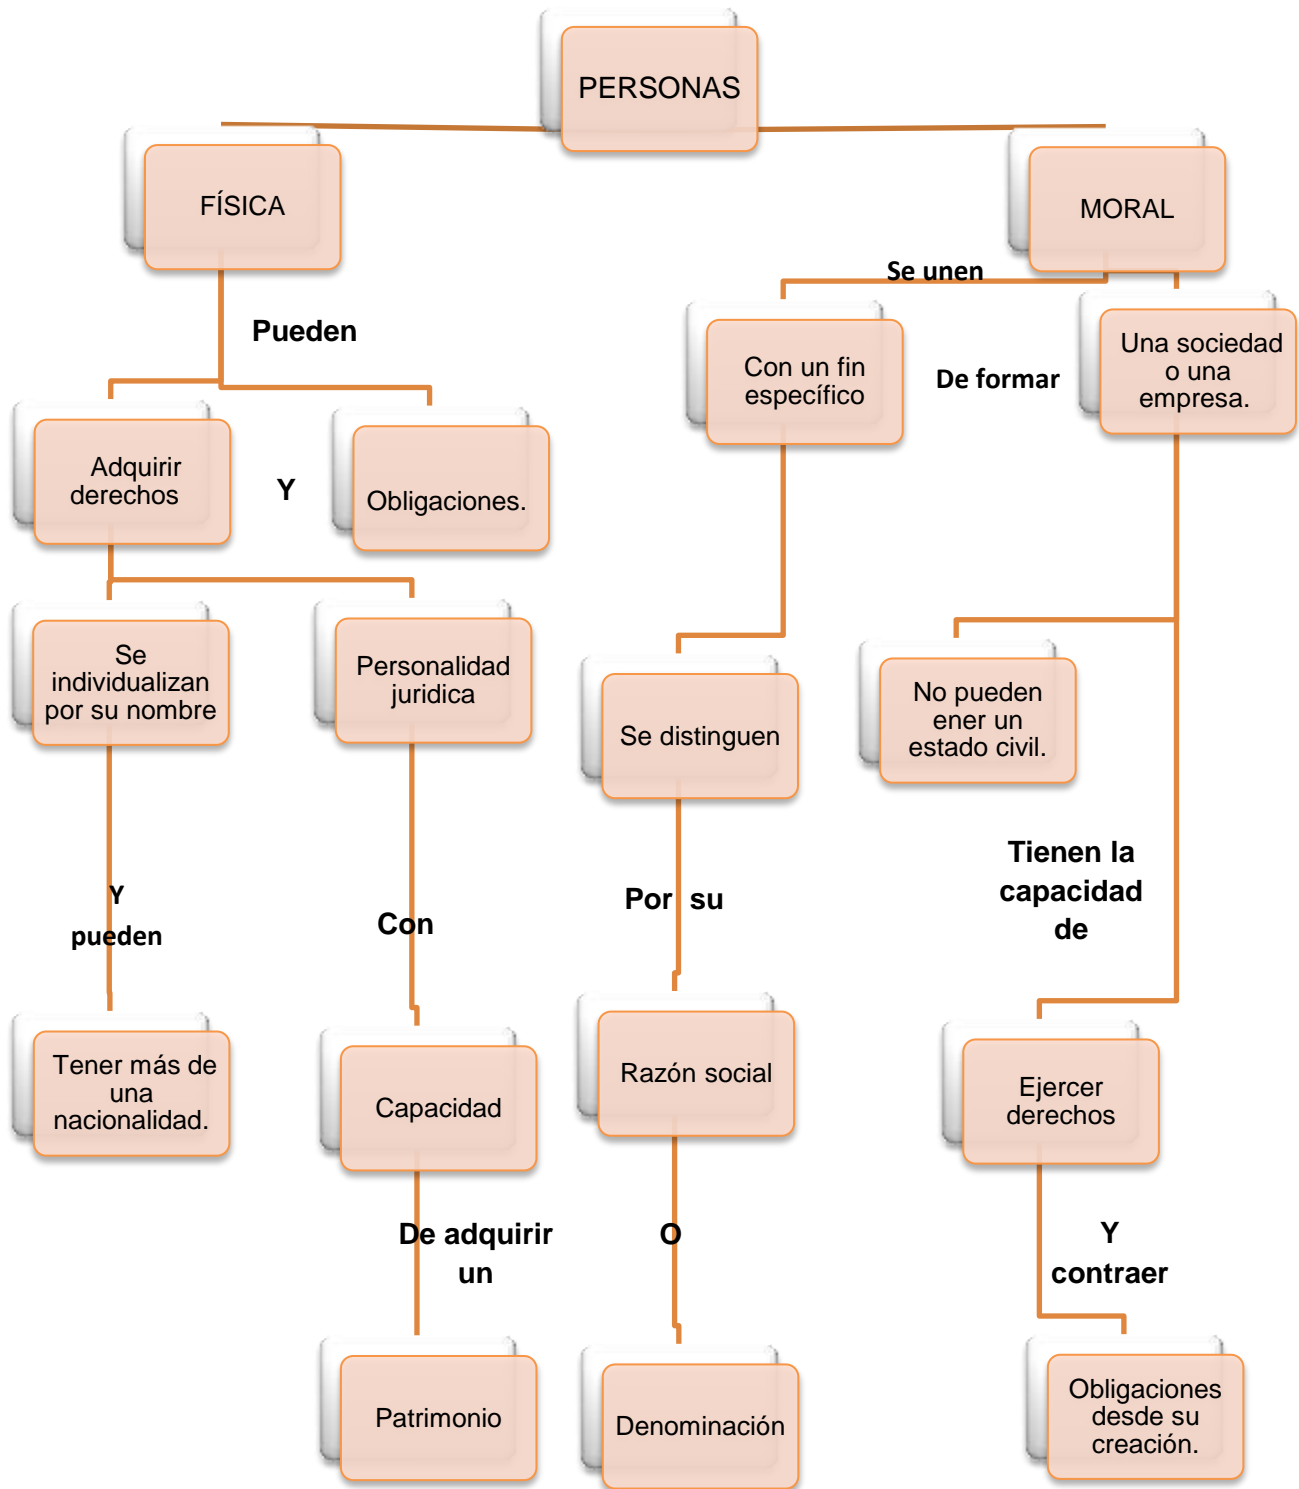 PERSONAS
FÍSICA
MORAL
Se unen
Pueden
Con un fin
específico
De formar
Una sociedad
o una
empresa.
Adquirir
derechos
Y
Obligaciones.
Se
individualizan
por su nombre
Personalidad
juridica
Se distinguen
No pueden
ener un
estado civil.
Y
pueden
Con
Por su
Tienen la
capacidad
de
Tener más de
una
nacionalidad.
Capacidad
Razón social
Ejercer
derechos
De adquirir
un
O
Y
contraer
Patrimonio
Denominación
Obligaciones
desde su
creación.